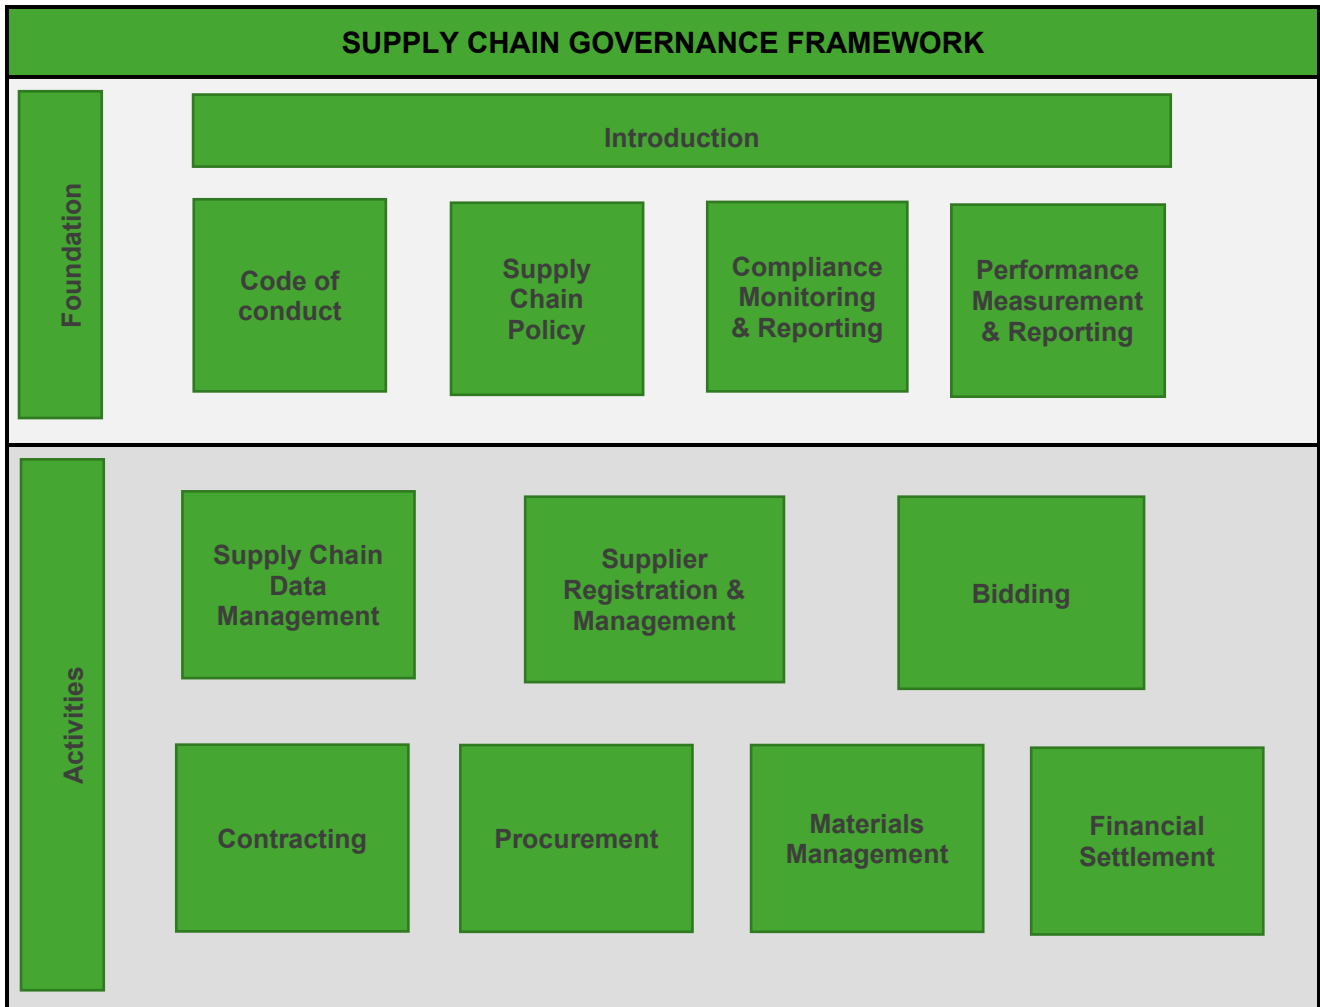 SUPPLY CHAIN GOVERNANCE FRAMEWORK
Foundation
Introduction
Code of
conduct
Supply
Chain
Policy
Compliance
Monitoring
& Reporting
Performance
Measurement
& Reporting
Activities
Supply Chain
Data
Management
Supplier
Registration &
Management
Bidding
Contracting
Procurement
Materials
Management
Financial
Settlement